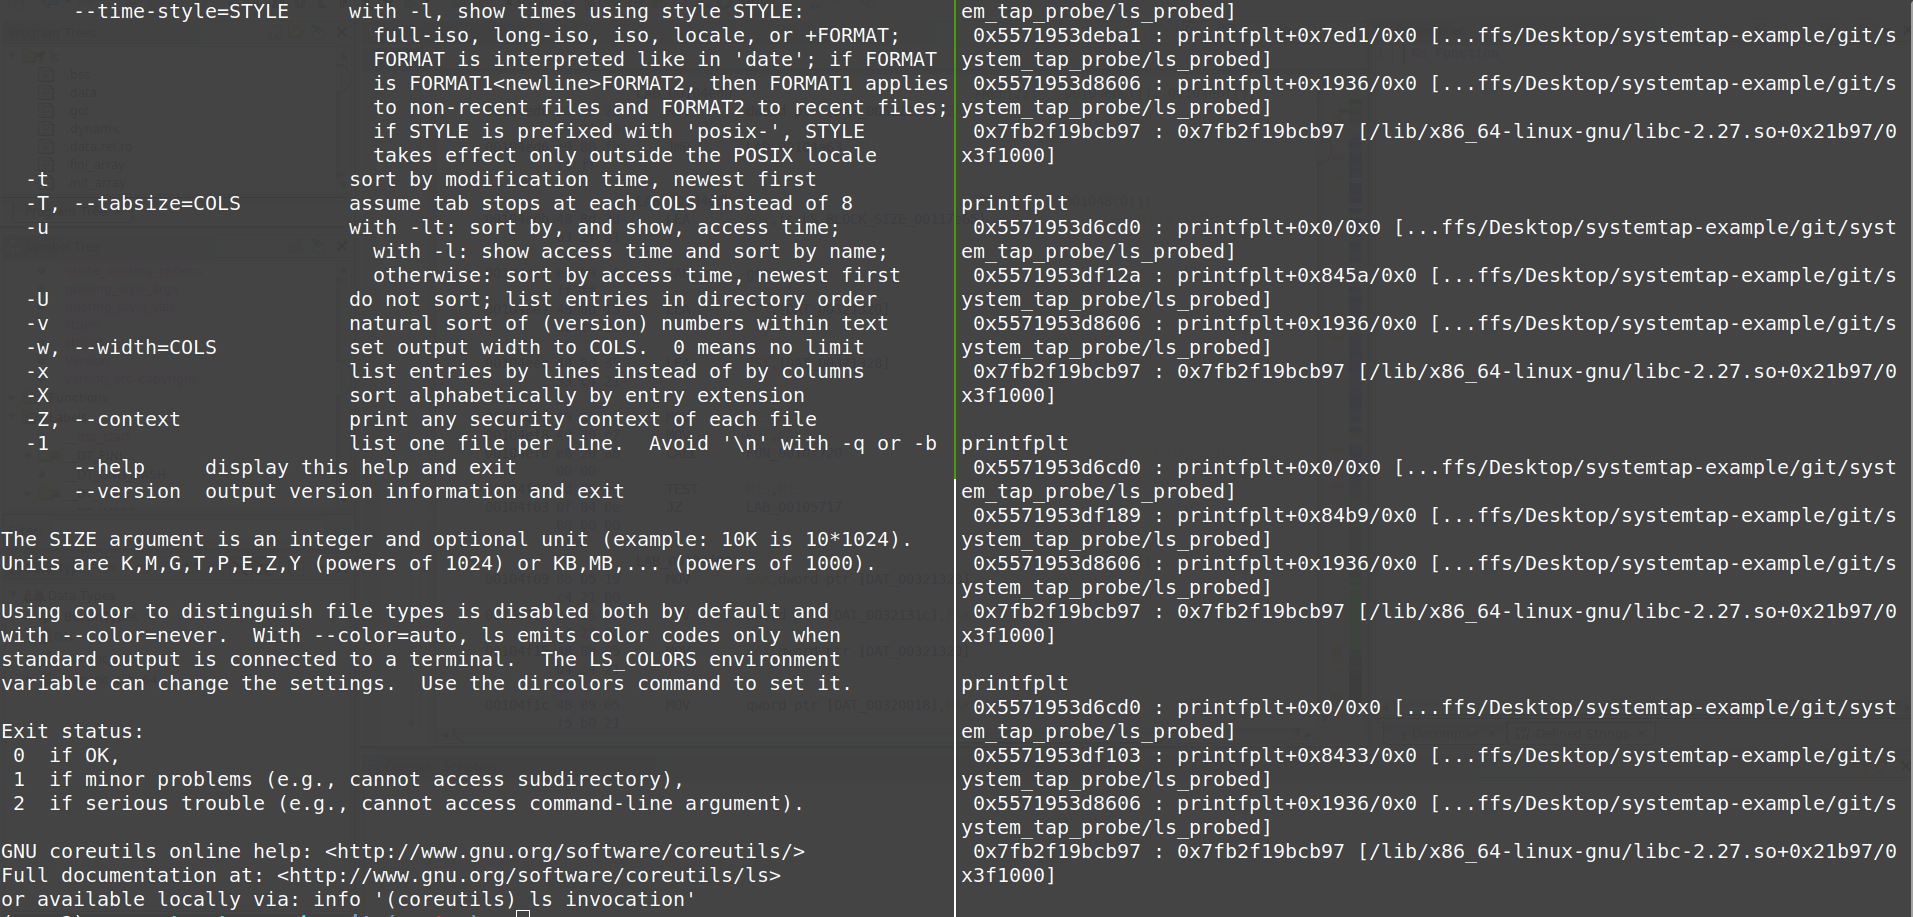 --time-style=STYLE     with -l, show times using style STYLE:
full-iso, long-iso, iso, locale, or +FORMAT;
FORMAT is interpreted like in 'date'; if FORMAT
is FORMAT1<newline>FORMAT2, then FORMAT1 applies
to non-recent files and FORMAT2 to recent files;
if STYLE is prefixed with 'posix-', STYLE
takes effect only outside the POSIX locale
-t                         sort by modification time, newest first
-T, --tabsize=COLS         assume tab stops at each COLS instead of 8
-u                         with -lt: sort by, and show, access time;
with -l: show access time and sort by name;
otherwise: sort by access time, newest first
-U                         do not sort; list entries in directory order
-v                         natural sort of (version) numbers within text
-w, --width=COLS           set output width to COLS.  0 means no limit
-x                         list entries by lines instead of by columns
-X                         sort alphabetically by entry extension
-Z, --context              print any security context of each file
-1                         list one file per line.  Avoid '\n' with -q or -b
--help     display this help and exit
--version  output version information and exit
The SIZE argument is an integer and optional unit (example: 10K is 10*1024).
Units are K,M,G,T,P,E,Z,Y (powers of 1024) or KB,MB,... (powers of 1000).
Using color to distinguish file types is disabled both by default and
with --color=never.  With --color=auto, ls emits color codes only when
standard output is connected to a terminal.  The LS_COLORS environment
variable can change the settings.  Use the dircolors command to set it.
Exit status:
0  if OK,
1  if minor problems (e.g., cannot access subdirectory),
2  if serious trouble (e.g., cannot access command-line argument).
GNU coreutils online help: <http://www.gnu.org/software/coreutils/>
Full documentation at: <http://www.gnu.org/software/coreutils/ls>
or available locally via: info '(coreutils) ls invocation'
em_tap_probe/ls_probed]
0x5571953deba1 : printfplt+0x7ed1/0x0 [...ffs/Desktop/systemtap-example/git/s
ystem_tap_probe/ls_probed]
0x5571953d8606 : printfplt+0x1936/0x0 [...ffs/Desktop/systemtap-example/git/s
ystem_tap_probe/ls_probed]
0x7fb2f19bcb97 : 0x7fb2f19bcb97 [/lib/x86_64-linux-gnu/libc-2.27.so+0x21b97/0
x3f1000]
printfplt
0x5571953d6cd0 : printfplt+0x0/0x0 [...ffs/Desktop/systemtap-example/git/syst
em_tap_probe/ls_probed]
0x5571953df12a : printfplt+0x845a/0x0 [...ffs/Desktop/systemtap-example/git/s
ystem_tap_probe/ls_probed]
0x5571953d8606 : printfplt+0x1936/0x0 [...ffs/Desktop/systemtap-example/git/s
ystem_tap_probe/ls_probed]
0x7fb2f19bcb97 : 0x7fb2f19bcb97 [/lib/x86_64-linux-gnu/libc-2.27.so+0x21b97/0
x3f1000]
printfplt
0x5571953d6cd0 : printfplt+0x0/0x0 [...ffs/Desktop/systemtap-example/git/syst
em_tap_probe/ls_probed]
0x5571953df189 : printfplt+0x84b9/0x0 [...ffs/Desktop/systemtap-example/git/s
ystem_tap_probe/ls_probed]
0x5571953d8606 : printfplt+0x1936/0x0 [...ffs/Desktop/systemtap-example/git/s
ystem_tap_probe/ls_probed]
0x7fb2f19bcb97 : 0x7fb2f19bcb97 [/lib/x86_64-linux-gnu/libc-2.27.so+0x21b97/0
x3f1000]
printfplt
0x5571953d6cd0 : printfplt+0x0/0x0 [...ffs/Desktop/systemtap-example/git/syst
em_tap_probe/ls_probed]
0x5571953df103 : printfplt+0x8433/0x0 [...ffs/Desktop/systemtap-example/git/s
ystem_tap_probe/ls_probed]
0x5571953d8606 : printfplt+0x1936/0x0 [...ffs/Desktop/systemtap-example/git/s
ystem_tap_probe/ls_probed]
0x7fb2f19bcb97 : 0x7fb2f19bcb97 [/lib/x86_64-linux-gnu/libc-2.27.so+0x21b97/0
x3f1000]